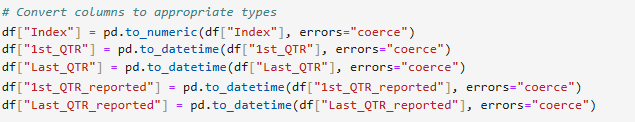 # Convert columns to appropriate types
df["Index"] = pd.to_numeric(df["Index"], errors="coerce")
df["1st_QTR"] = pd.to_datetime(df["1st_QTR"], errors="coerce")
df["Last_QTR"] = pd.to_datetime(df["Last_QTR"], errors="coerce")
df["1st_QTR_reported"] = pd.to_datetime(df["1st_QTR_reported"], errors="coerce")
df["Last_QTR_reported"] = pd.to_datetime(df["Last_QTR_reported"], errors="coerce")